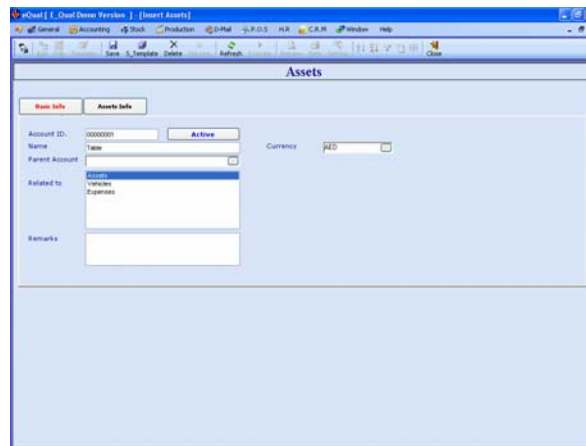 eQual [ E_Qual Demo Version ] - [Insert Assets]
General Accounting Stock Production D-Mail P.O.S H.R C.R.M Window Help
Save S_Template Delete Refresh Close
Assets
Basic Info Assets Info
Account ID. 00000001 Active
Name Table Currency AED
Parent Account
Related to Assets
Vehicles
Expenses
Remarks